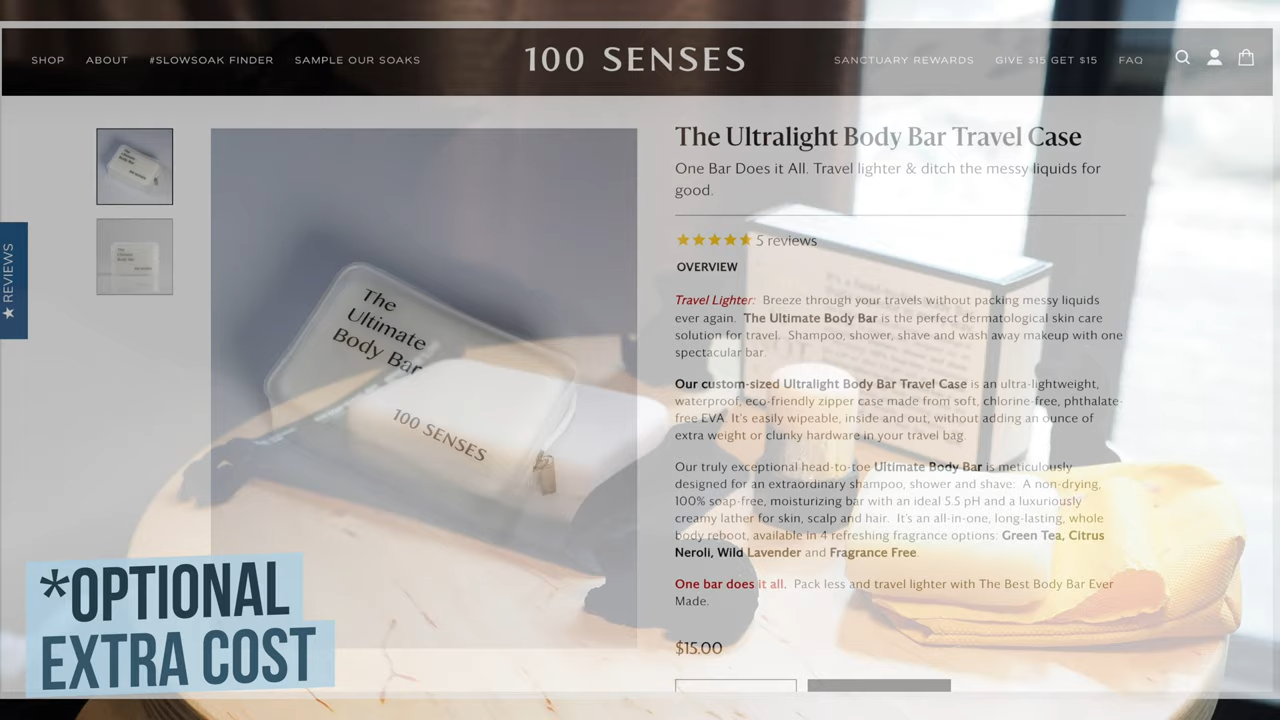 SHOP ABOUT #SLOWSOAK FINDER SAMPLE OUR SOAKS 100 SENSES SANCTUARY REWARDS GIVE $15 GET $15 FAQ
The Ultralight Body Bar Travel Case
One Bar Does it All. Travel lighter & ditch the messy liquids for
good.
5 reviews
OVERVIEW
Travel Lighter: Breeze through your travels without packing messy liquids
ever again. The Ultimate Body Bar is the perfect dermatological skin care
solution for travel. Shampoo, shower, shave and wash away makeup with one
spectacular bar.
Our custom-sized Ultralight Body Bar Travel Case is an ultra-lightweight,
waterproof, eco-friendly zipper case made from soft, chlorine-free, phthalate-
free EVA. It's easily wipeable, inside and out, without adding an ounce of
extra weight or clunky hardware in your travel bag.
Our truly exceptional head-to-toe Ultimate Body Bar is meticulously
designed for an extraordinary shampoo, shower and shave: A non-drying,
100% soap-free, moisturizing bar with an ideal 5.5 pH and a luxuriously
creamy lather for skin, scalp and hair. It's an all-in-one, long-lasting, whole
body reboot, available in 4 refreshing fragrance options: Green Tea, Citrus
Neroli, Wild Lavender and Fragrance Free.
One bar does it all. Pack less and travel lighter with The Best Body Bar Ever
Made.
$15.00
★ REVIEWS
The
Ultimate
Body Bar
100 SENSES
*OPTIONAL
EXTRA COST